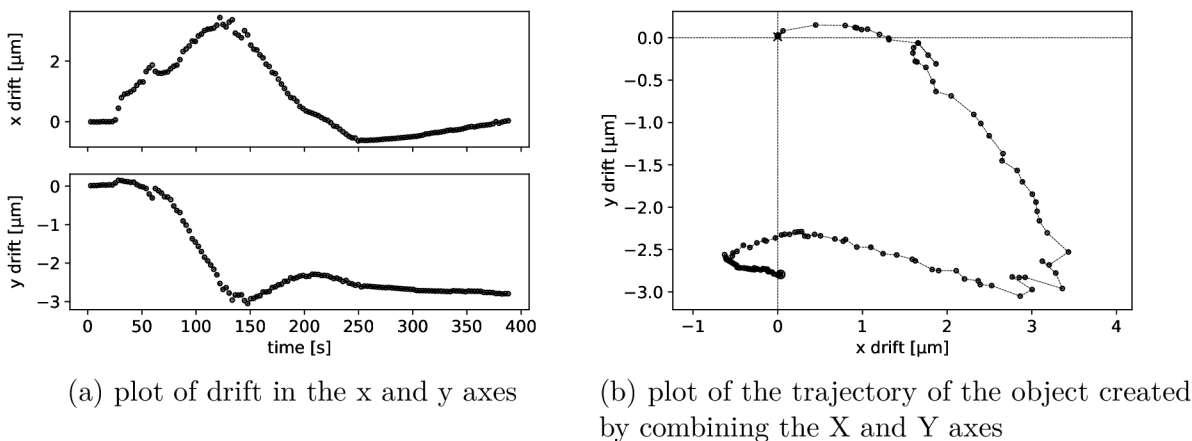 x drift [µm]
2
0
y drift [µm]
0
−1
−2
−3
0 50 100 150 200 250 300 350 400
time [s]
(a) plot of drift in the x and y axes
y drift [µm]
0.0
−0.5
−1.0
−1.5
−2.0
−2.5
−3.0
−1 0 1 2 3 4
x drift [µm]
(b) plot of the trajectory of the object created
by combining the X and Y axes